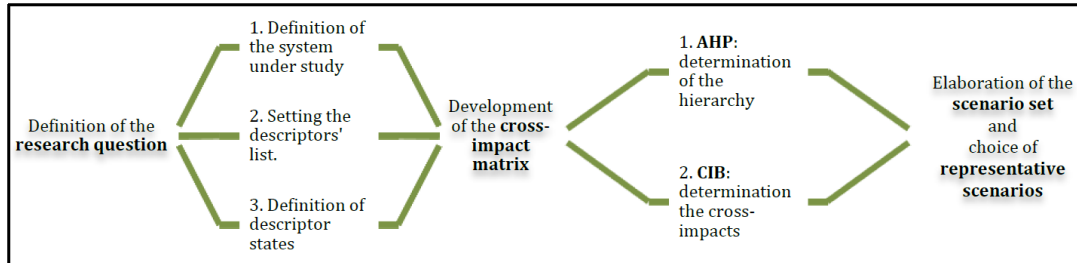 Definition of the
research question
1. Definition of
the system
under study
2. Setting the
descriptors'
list.
3. Definition of
descriptor
states
Development
of the cross-
impact
matrix
1. AHP:
determination
of the
hierarchy
2. CIB:
determination
the cross-
impacts
Elaboration of the
scenario set
and
choice of
representative
scenarios